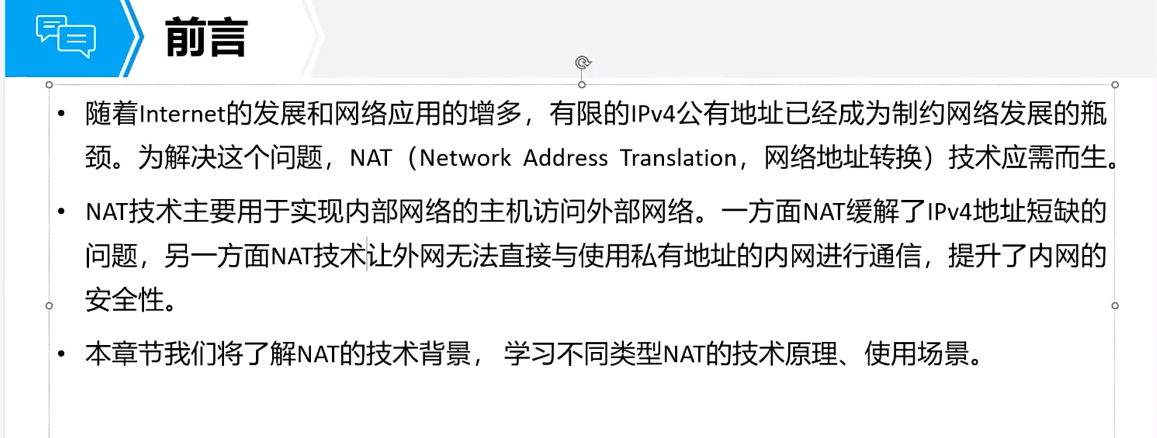 前言
• 随着Internet的发展和网络应用的增多，有限的IPv4公有地址已经成为制约网络发展的瓶
颈。为解决这个问题，NAT（Network Address Translation，网络地址转换）技术应需而生。
• NAT技术主要用于实现内部网络的主机访问外部网络。一方面NAT缓解了IPv4地址短缺的
问题，另一方面NAT技术让外网无法直接与使用私有地址的内网进行通信，提升了内网的
安全性。
• 本章节我们将了解NAT的技术背景， 学习不同类型NAT的技术原理、使用场景。